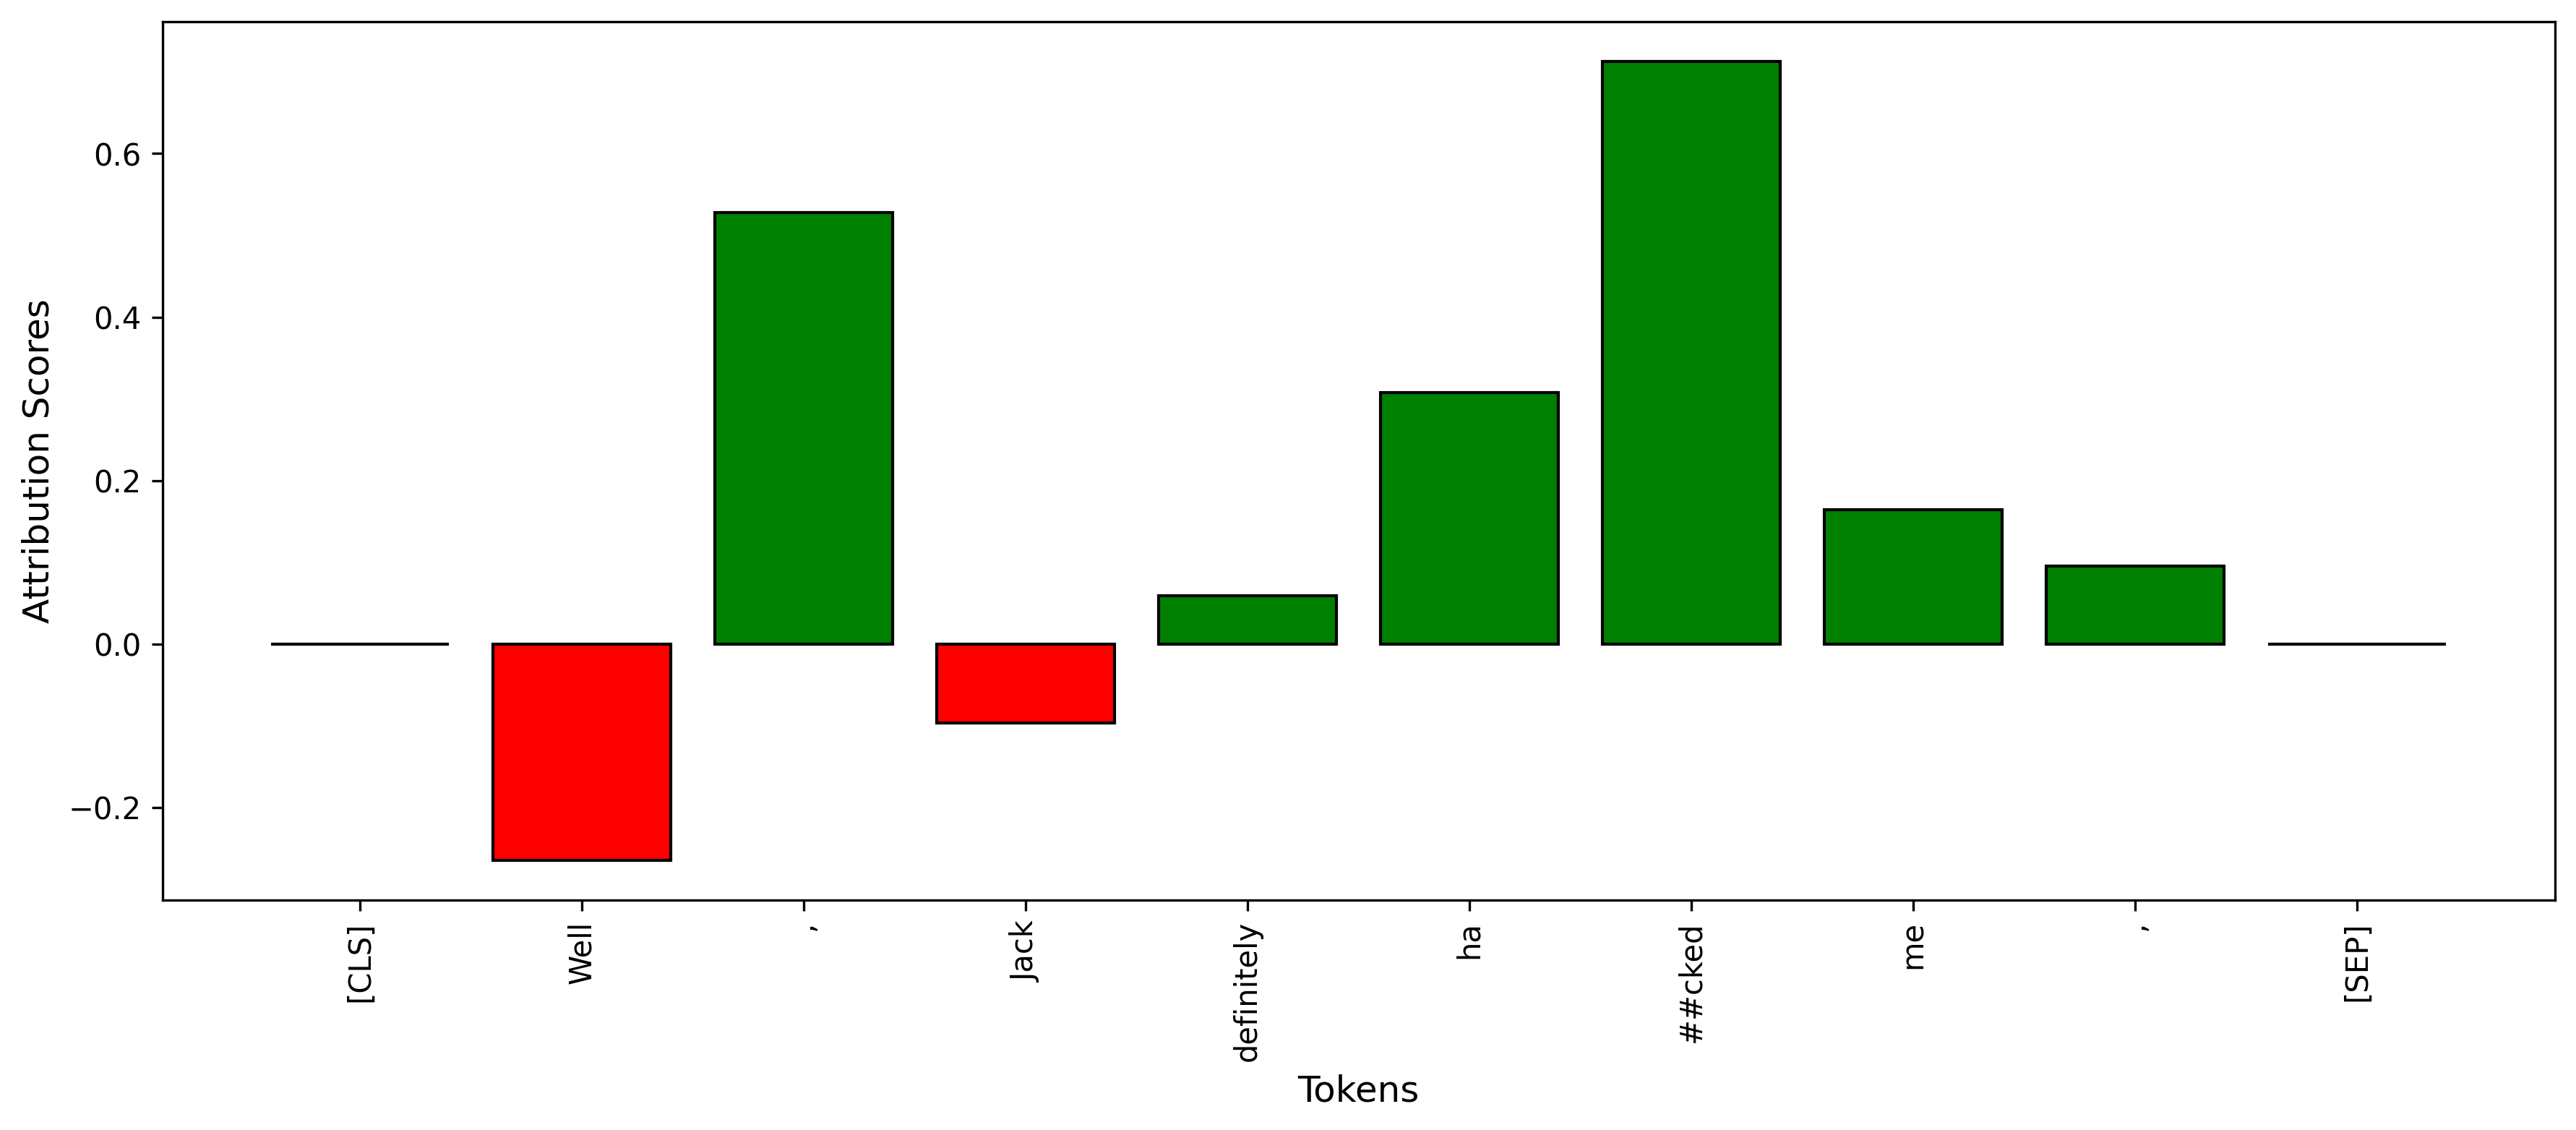 Attribution Scores
0.6
0.4
0.2
0.0
−0.2
[CLS]
Well
,
Jack
definitely
ha
##cked
me
,
[SEP]
Tokens